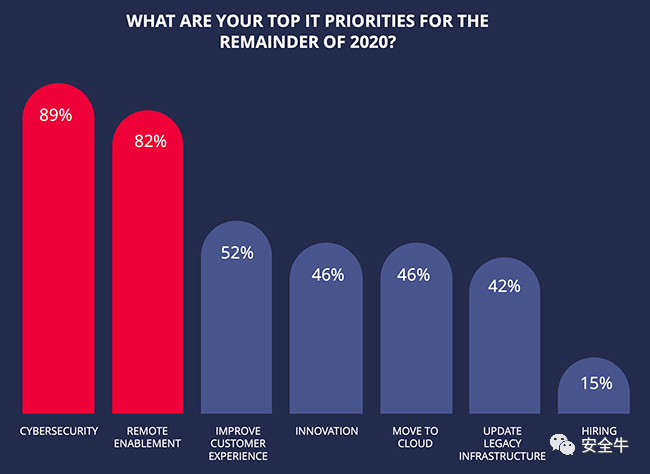 WHAT ARE YOUR TOP IT PRIORITIES FOR THE
REMAINDER OF 2020?
89%
82%
52%
46%
46%
42%
15%
CYBERSECURITY
REMOTE
ENABLEMENT
IMPROVE
CUSTOMER
EXPERIENCE
INNOVATION
MOVE TO
CLOUD
UPDATE
LEGACY
INFRASTRUCTURE
HIRING
安全牛